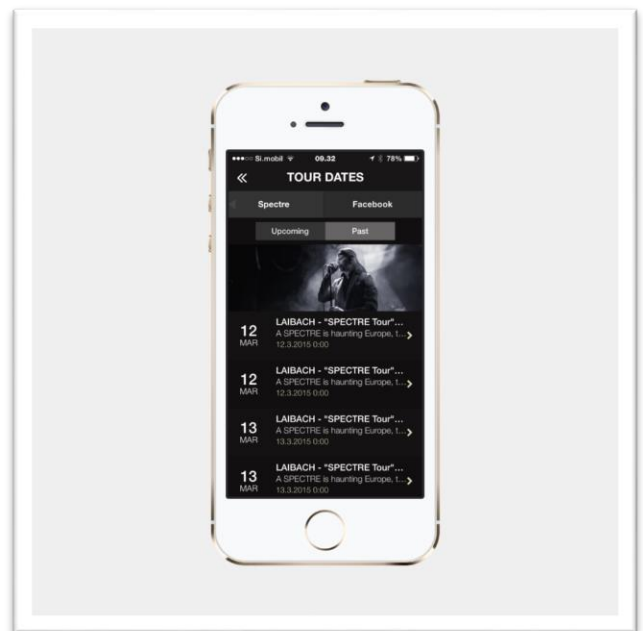 Si.mobil 09.32 78%
TOUR DATES
Spectre Facebook
Upcoming Past
12 MAR
LAIBACH - "SPECTRE Tour"...
A SPECTRE is haunting Europe, t...
12.3.2015 0:00
12 MAR
LAIBACH - "SPECTRE Tour"...
A SPECTRE is haunting Europe, t...
12.3.2015 0:00
13 MAR
LAIBACH - "SPECTRE Tour"...
A SPECTRE is haunting Europe, t...
13.3.2015 0:00
13 MAR
LAIBACH - "SPECTRE Tour"...
A SPECTRE is haunting Europe, t...
13.3.2015 0:00